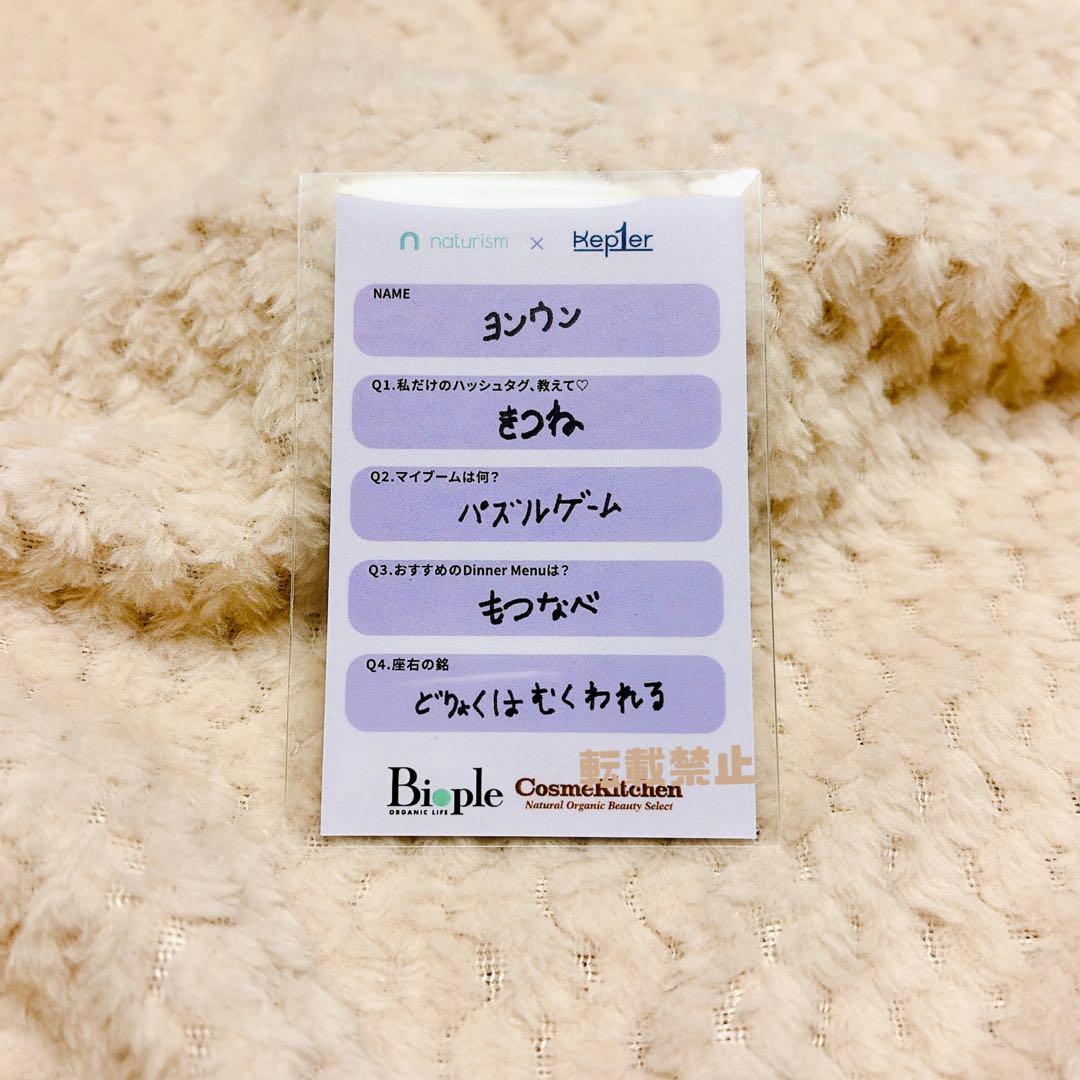 naturism × Kep1er
NAME
ヨンウン
Q1.私だけのハッシュタグ、教えて♡
きつね
Q2.マイブームは何？
パズルゲーム
Q3.おすすめのDinner Menuは？
もつなべ
Q4.座右の銘
どりょくはむくわれる
転載禁止
Biople CosmeKitchen
ORGANIC LIFE Natural Organic Beauty Select